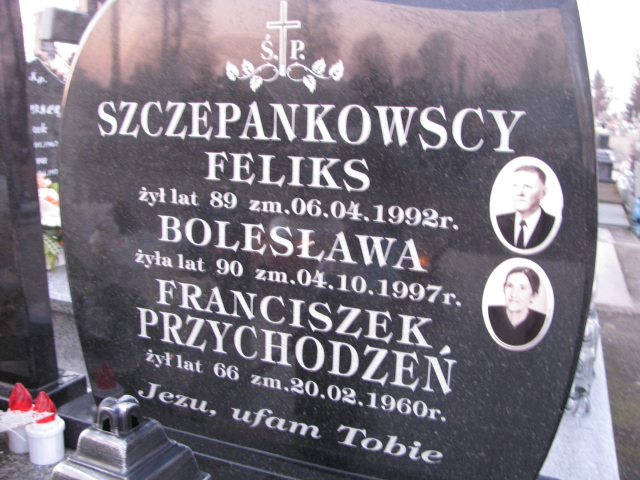 Ś. P.
SZCZEPANKOWSCY
FELIKS
żył lat 89 zm.06.04.1992r.
BOLESŁAWA
żyła lat 90 zm.04.10.1997r.
FRANCISZEK
PRZYCHODZEŃ
żył lat 66 zm.20.02.1960r.
Jezu, ufam Tobie